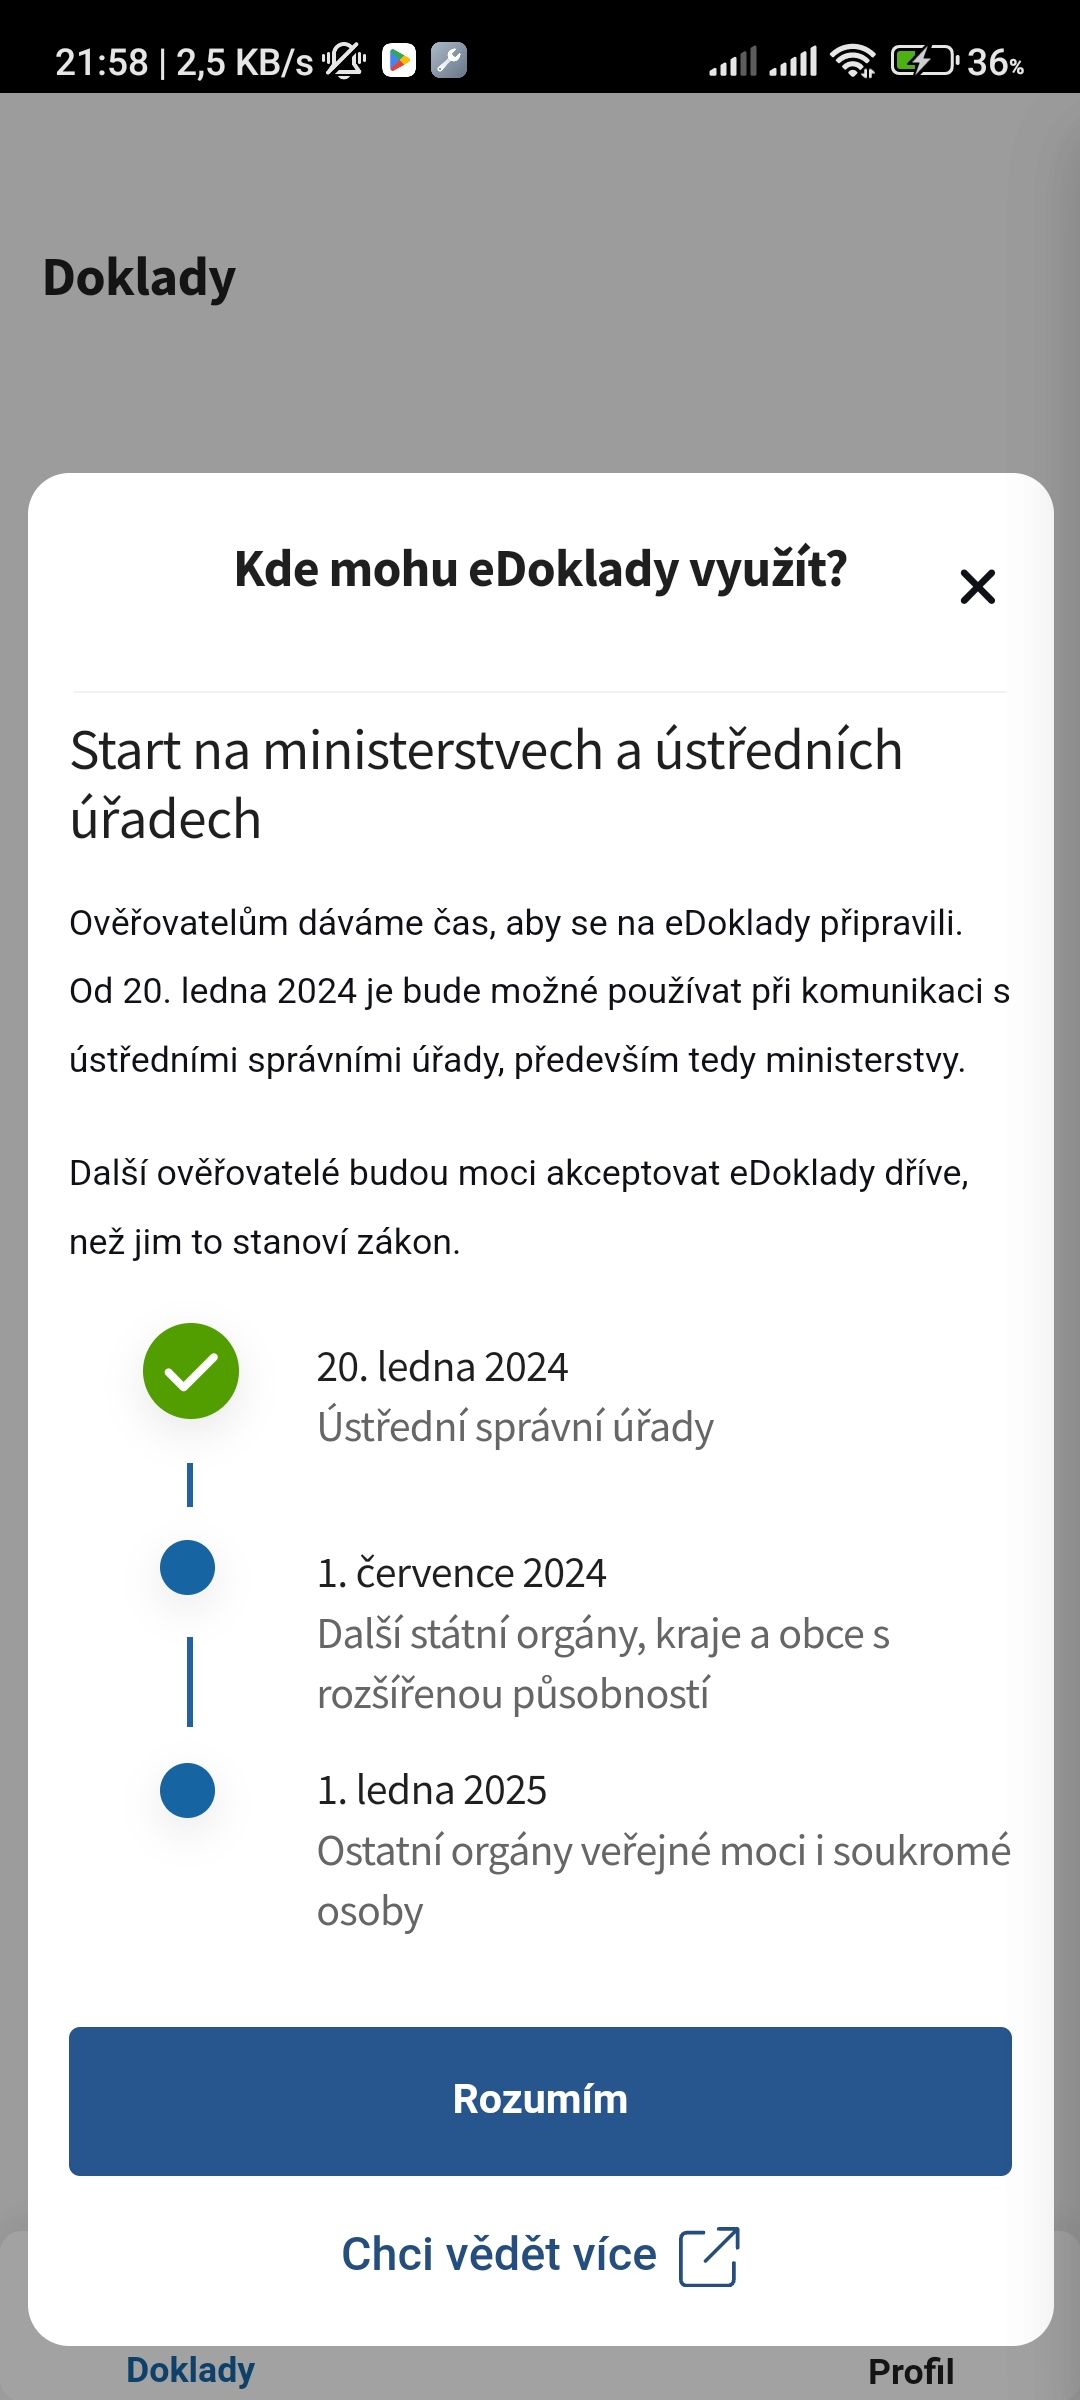 21:58 | 2,5 KB/s 36%
Doklady
Kde mohu eDoklady využít?
Start na ministerstvech a ústředních
úřadech
Ověřovatelům dáváme čas, aby se na eDoklady připravili.
Od 20. ledna 2024 je bude možné používat při komunikaci s
ústředními správními úřady, především tedy ministerstvy.
Další ověřovatelé budou moci akceptovat eDoklady dříve,
než jim to stanoví zákon.
20. ledna 2024
Ústřední správní úřady
1. července 2024
Další státní orgány, kraje a obce s
rozšířenou působností
1. ledna 2025
Ostatní orgány veřejné moci i soukromé
osoby
Rozumím
Chci vědět více
Doklady Profil